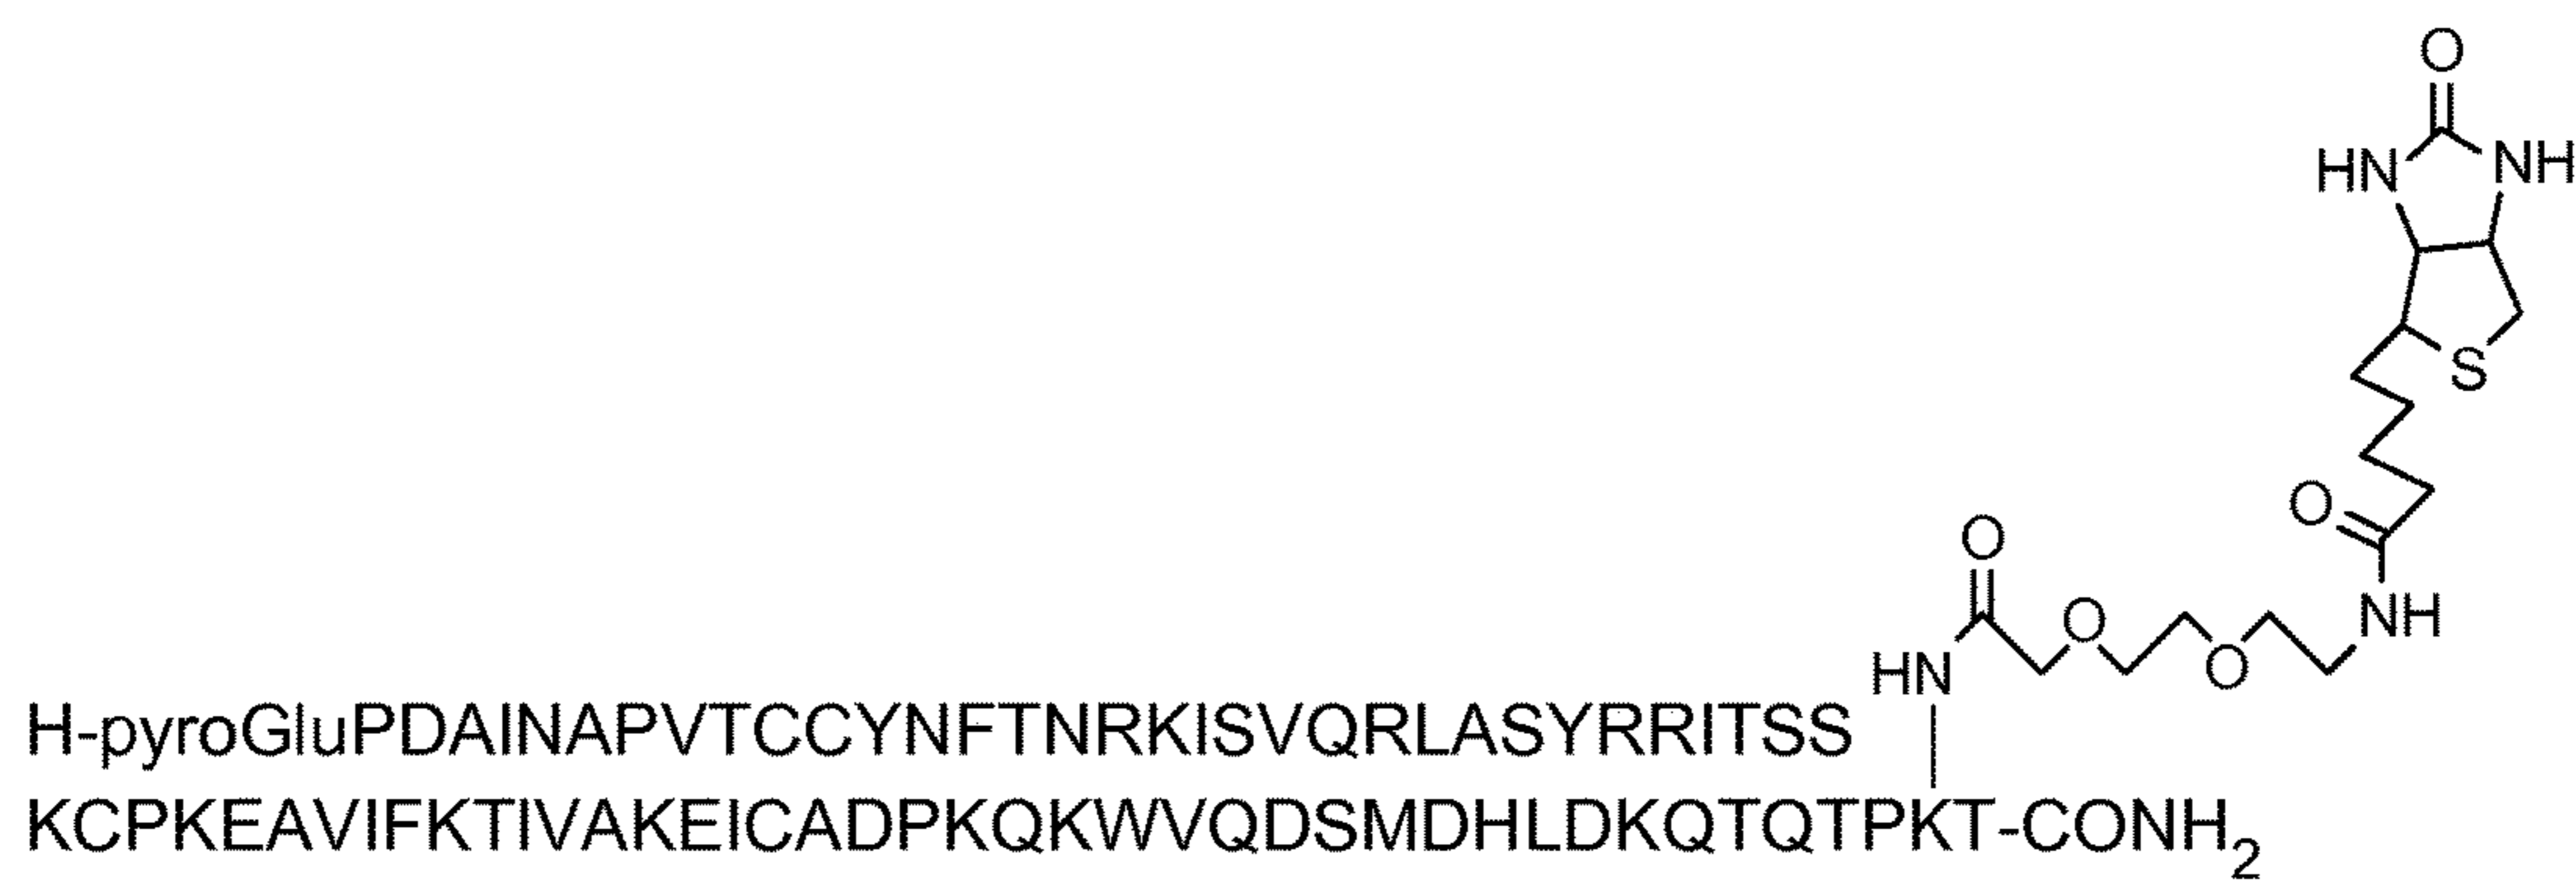 O
HN
NH
S
O
O
NH
O
O
HN
H-pyroGluPDAINAPVTCCYNFTNRKISVQRLASYRRITSS
KCPKEAVIFKTIVAKEICADPKQKWVQDSMDHLDKQTQTPKT-CONH₂